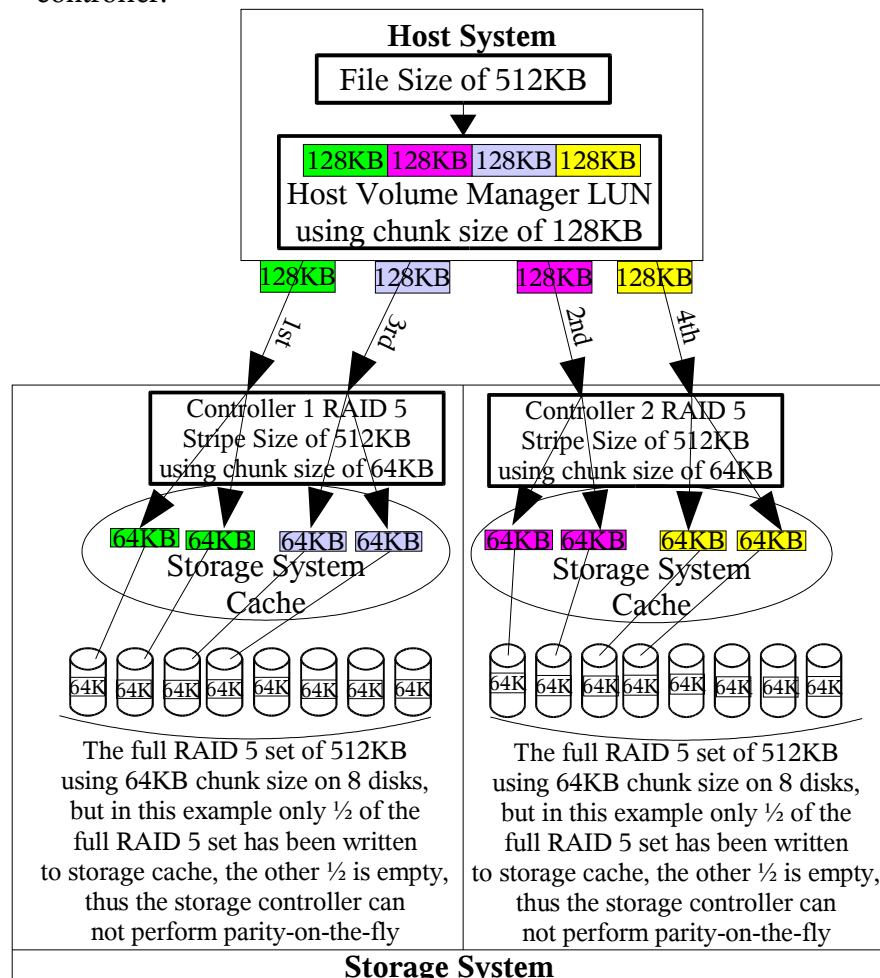 controller.
Host System
File Size of 512KB
128KB 128KB 128KB 128KB
Host Volume Manager LUN
using chunk size of 128KB
128KB 128KB 128KB 128KB
1st 3rd 2nd 4th
Controller 1 RAID 5
Stripe Size of 512KB
using chunk size of 64KB
64KB 64KB 64KB 64KB
Storage System
Cache
64K 64K 64K 64K 64K 64K 64K 64K
The full RAID 5 set of 512KB
using 64KB chunk size on 8 disks,
but in this example only ½ of the
full RAID 5 set has been written
to storage cache, the other ½ is empty,
thus the storage controller can
not perform parity-on-the-fly
Controller 2 RAID 5
Stripe Size of 512KB
using chunk size of 64KB
64KB 64KB 64KB 64KB
Storage System
Cache
64K 64K 64K 64K 64K 64K 64K 64K
The full RAID 5 set of 512KB
using 64KB chunk size on 8 disks,
but in this example only ½ of the
full RAID 5 set has been written
to storage cache, the other ½ is empty,
thus the storage controller can
not perform parity-on-the-fly
Storage System